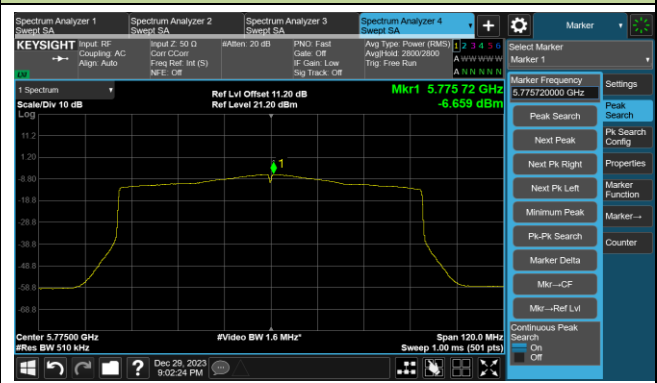 Spectrum Analyzer 1
Swept SA
Spectrum Analyzer 2
Swept SA
Spectrum Analyzer 3
Swept SA
Spectrum Analyzer 4
Swept SA
+
Marker
KEYSIGHT
Input: RF
Coupling: AC
Align: Auto
Input Z: 50 Ω
Corr CCorr
Freq Ref: Int (S)
NFE: Off
#Atten: 20 dB
PNO: Fast
Gate: Off
IF Gain: Low
Sig Track: Off
Avg Type: Power (RMS)
Avg|Hold: 2800/2800
Trig: Free Run
1 2 3 4 5 6
A W W W W W
A N N N N N
LXI
Select Marker
Marker 1
1 Spectrum
Scale/Div 10 dB
Log
Ref Lvl Offset 11.20 dB
Ref Level 21.20 dBm
Mkr1 5.775 72 GHz
-6.659 dBm
11.2
1.20
-8.80
-18.8
-28.8
-38.8
-48.8
-58.8
-68.8
1
Center 5.77500 GHz
#Res BW 510 kHz
#Video BW 1.6 MHz*
Span 120.0 MHz
Sweep 1.00 ms (501 pts)
Marker Frequency
5.775720000 GHz
Peak Search
Next Peak
Next Pk Right
Next Pk Left
Minimum Peak
Pk-Pk Search
Marker Delta
Mkr→CF
Mkr→Ref Lvl
Continuous Peak
Search
On
Off
Settings
Peak
Search
Pk Search
Config
Properties
Marker
Function
Marker→
Counter
?
Dec 29, 2023
9:02:24 PM